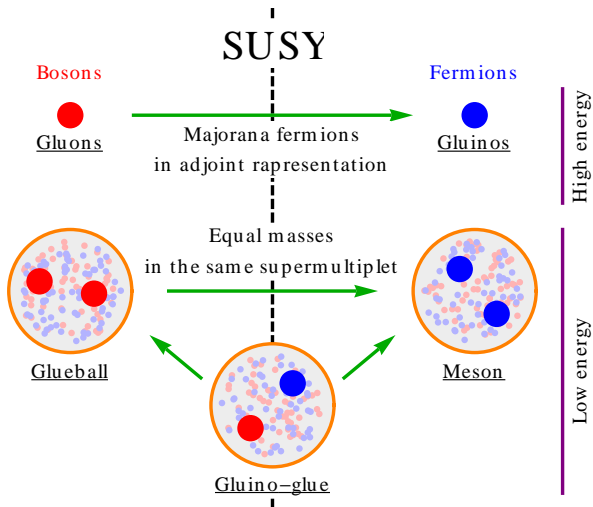 SUSY
Bosons
Fermions
Gluons
Gluinos
Majorana fermions
in adjoint rapresentation
High energy
Equal masses
in the same supermultiplet
Glueball
Meson
Low energy
Gluino–glue